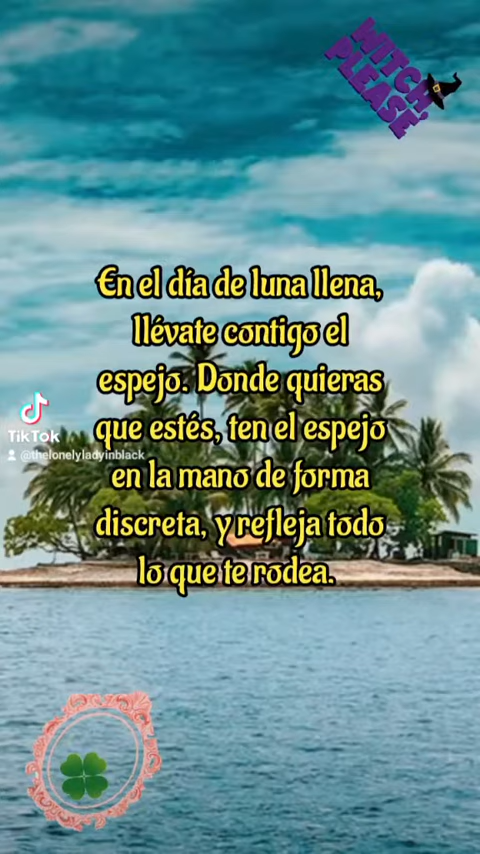 WITCH,
PLEASE
En el día de luna llena,
llévate contigo el
espejo. Donde quieras
que estés, ten el espejo
en la mano de forma
discreta, y refleja todo
lo que te rodea.
TikTok
@thelonelyladyinblack